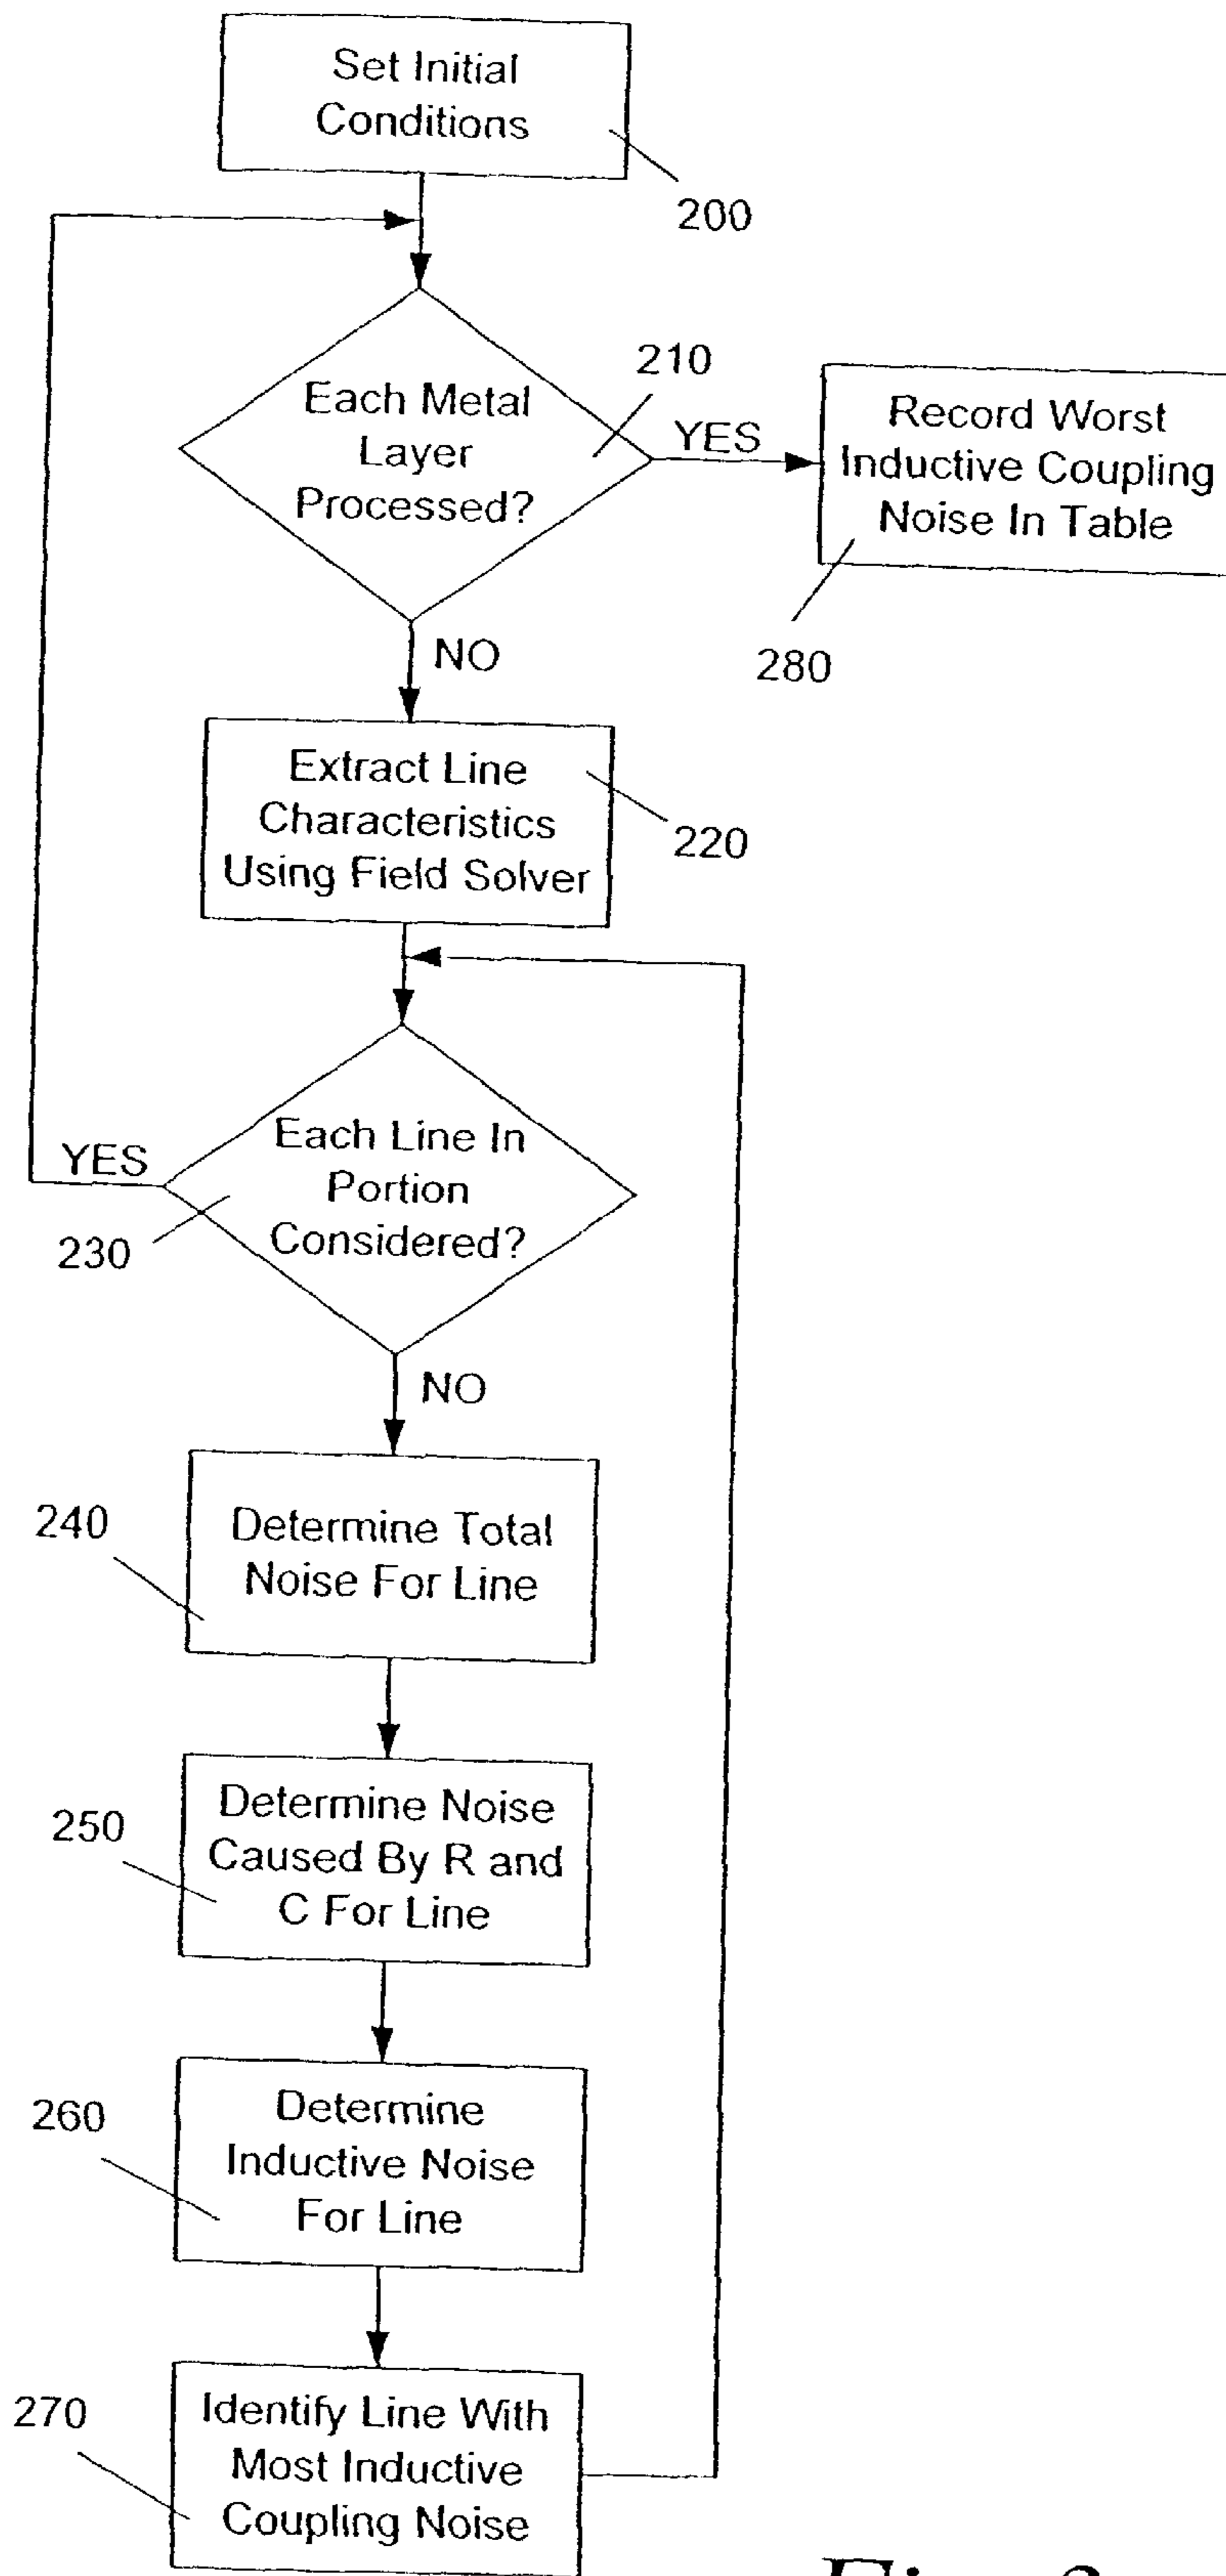 Set Initial
Conditions
200
Each Metal
Layer
Processed?
210
YES
Record Worst
Inductive Coupling
Noise In Table
280
NO
Extract Line
Characteristics
Using Field Solver
220
Each Line In
Portion
Considered?
YES
230
NO
240
Determine Total
Noise For Line
250
Determine Noise
Caused By R and
C For Line
260
Determine
Inductive Noise
For Line
270
Identify Line With
Most Inductive
Coupling Noise